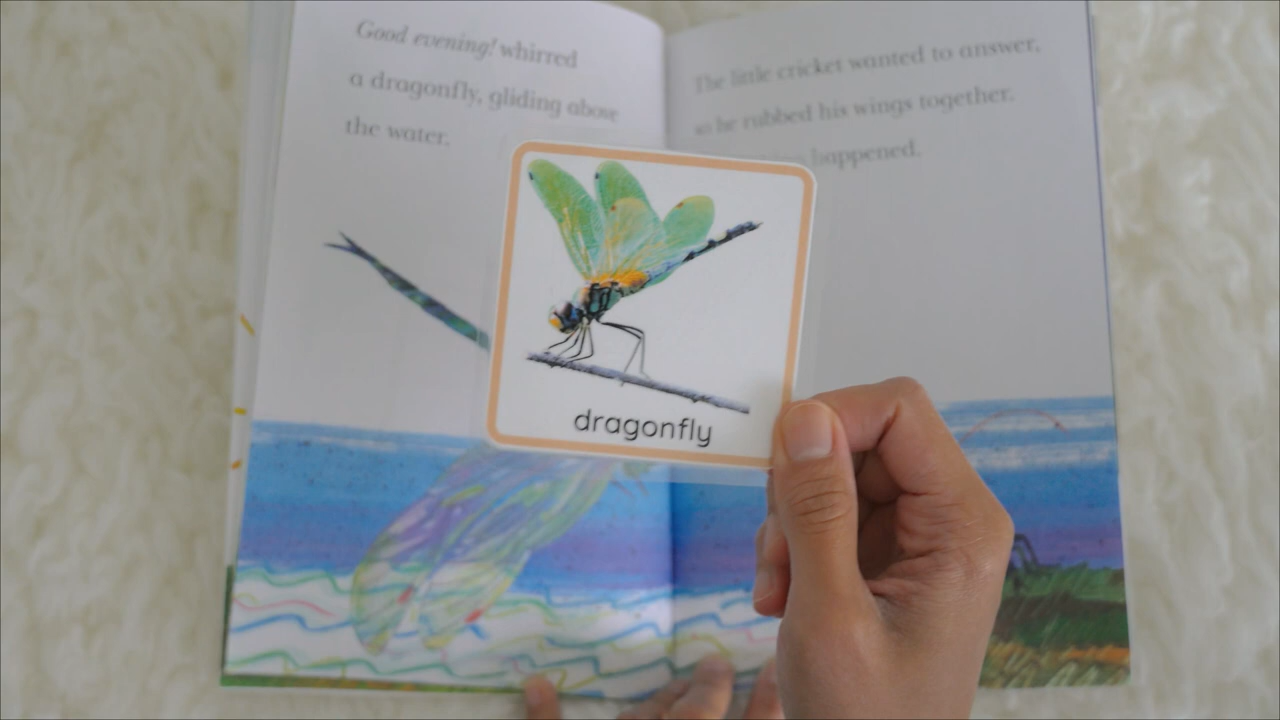 Good evening! whirred
a dragonfly, gliding above
the water.
The little cricket wanted to answer,
so he rubbed his wings together.
happened.
dragonfly